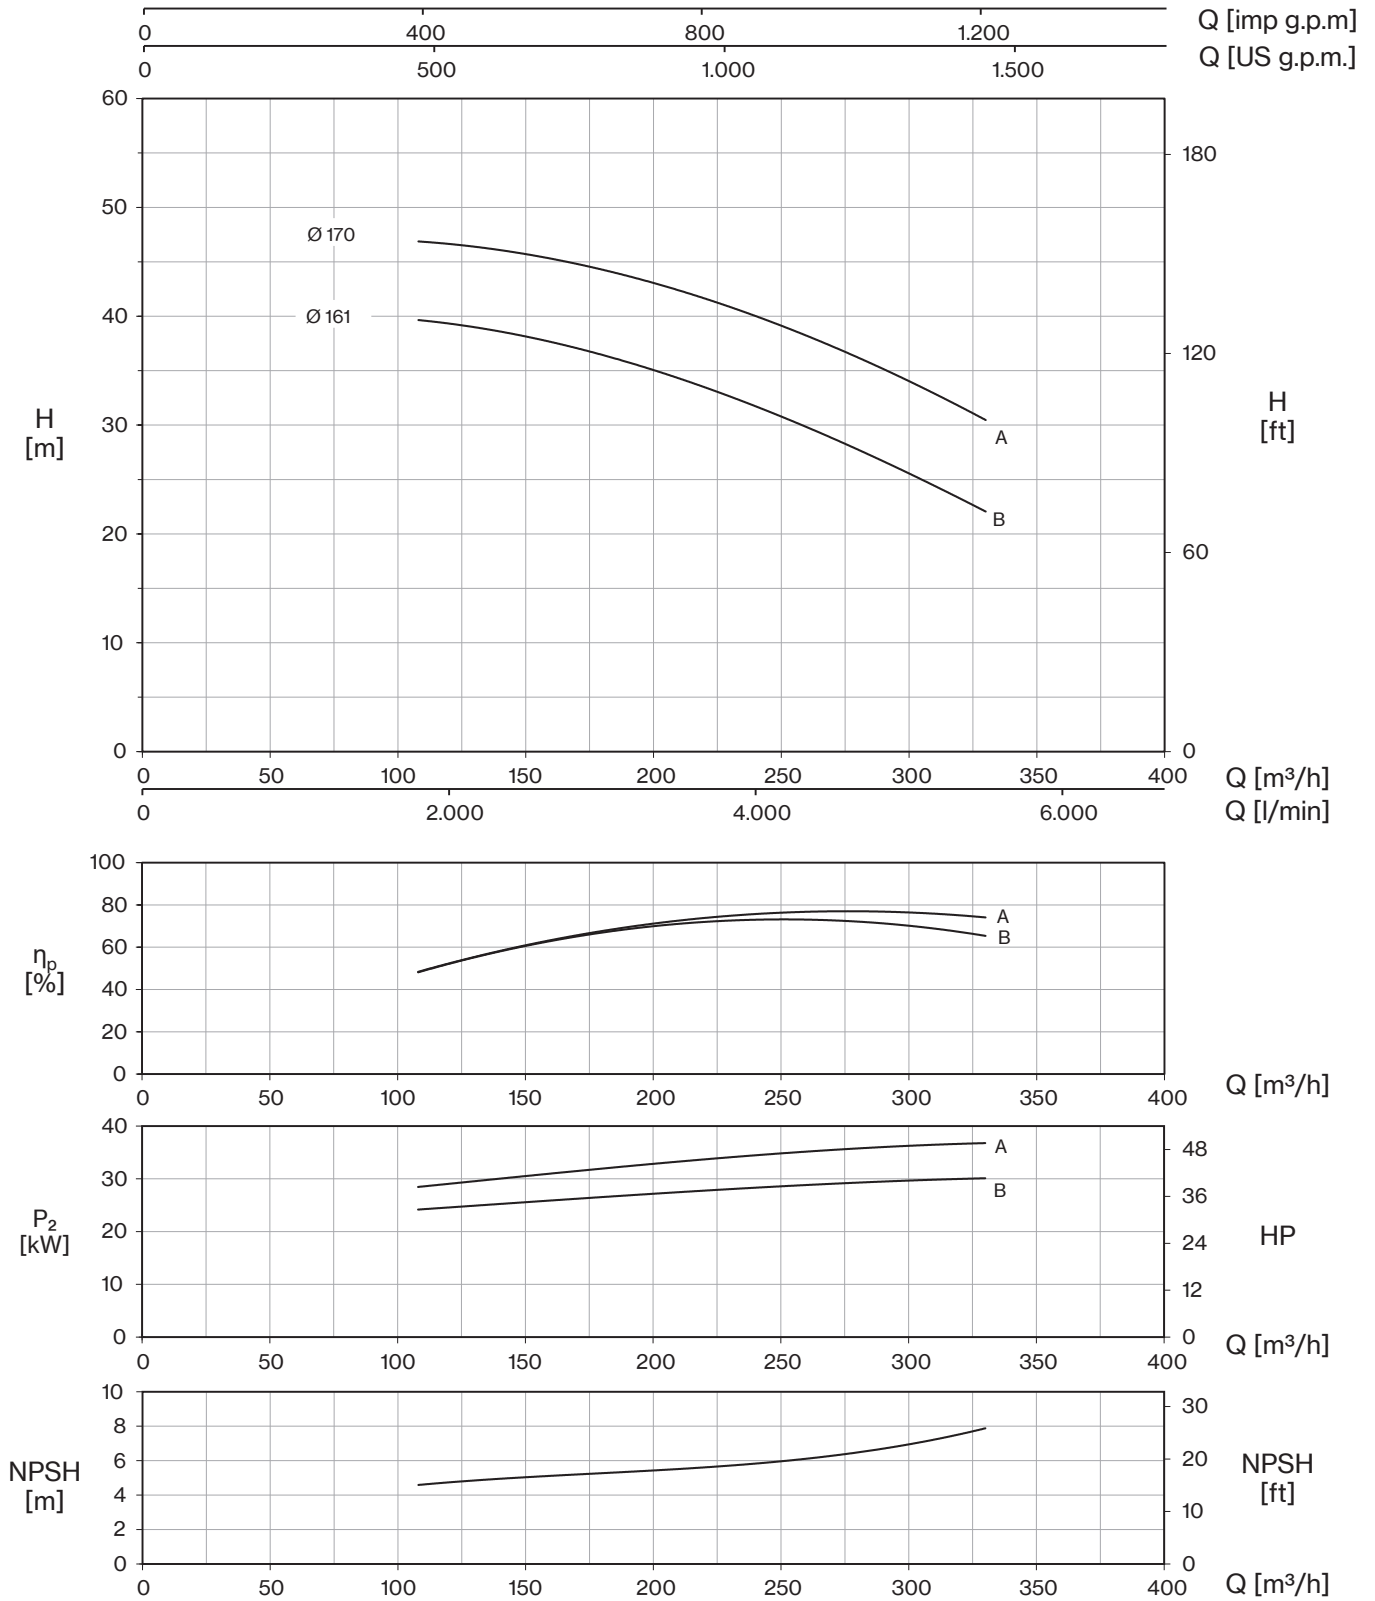 0 400 800 1.200 Q [imp g.p.m]
0 500 1.000 1.500 Q [US g.p.m.]
60
180
50
Ø 170
40
Ø 161
120
H
[m]
H
[ft]
30
A
B
20
60
10
0 0
0 50 100 150 200 250 300 350 400 Q [m³/h]
0 2.000 4.000 6.000 Q [l/min]
100
80
A
B
60
ηp
[%]
40
20
0
0 50 100 150 200 250 300 350 400 Q [m³/h]
40
A
48
30
B
36
P₂
[kW]
20
24
HP
10
12
0 0
0 50 100 150 200 250 300 350 400 Q [m³/h]
10
30
8
6
20
NPSH
[m]
NPSH
[ft]
4
10
2
0 0
0 50 100 150 200 250 300 350 400 Q [m³/h]